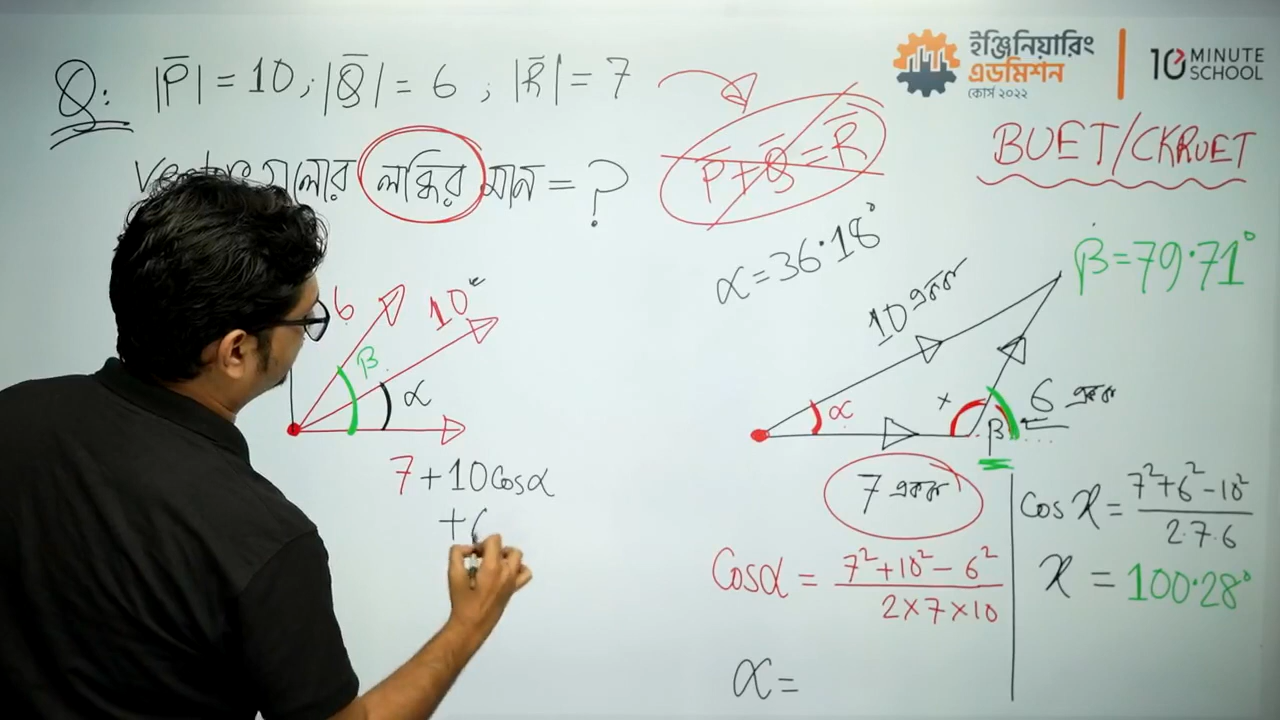 Q: |P̅| = 10 ; |Q̅| = 6 ; |R̅| = 7
Vector গুলোর লব্ধির মান = ?
P̅ + Q̅ = R̅
ইঞ্জিনিয়ারিং
এডমিশন
কোর্স ২০২২
10 MINUTE
SCHOOL
BUET/CKRUET
α = 36.18°
β = 79.71°
6
10
β
α
7 + 10 Cosα
+ 6
10 একক
α
x
β
6 একক
7 একক
Cosα = (7² + 10² − 6²) / (2 × 7 × 10)
α =
Cos x = (7² + 6² − 10²) / (2.7.6)
x = 100.28°